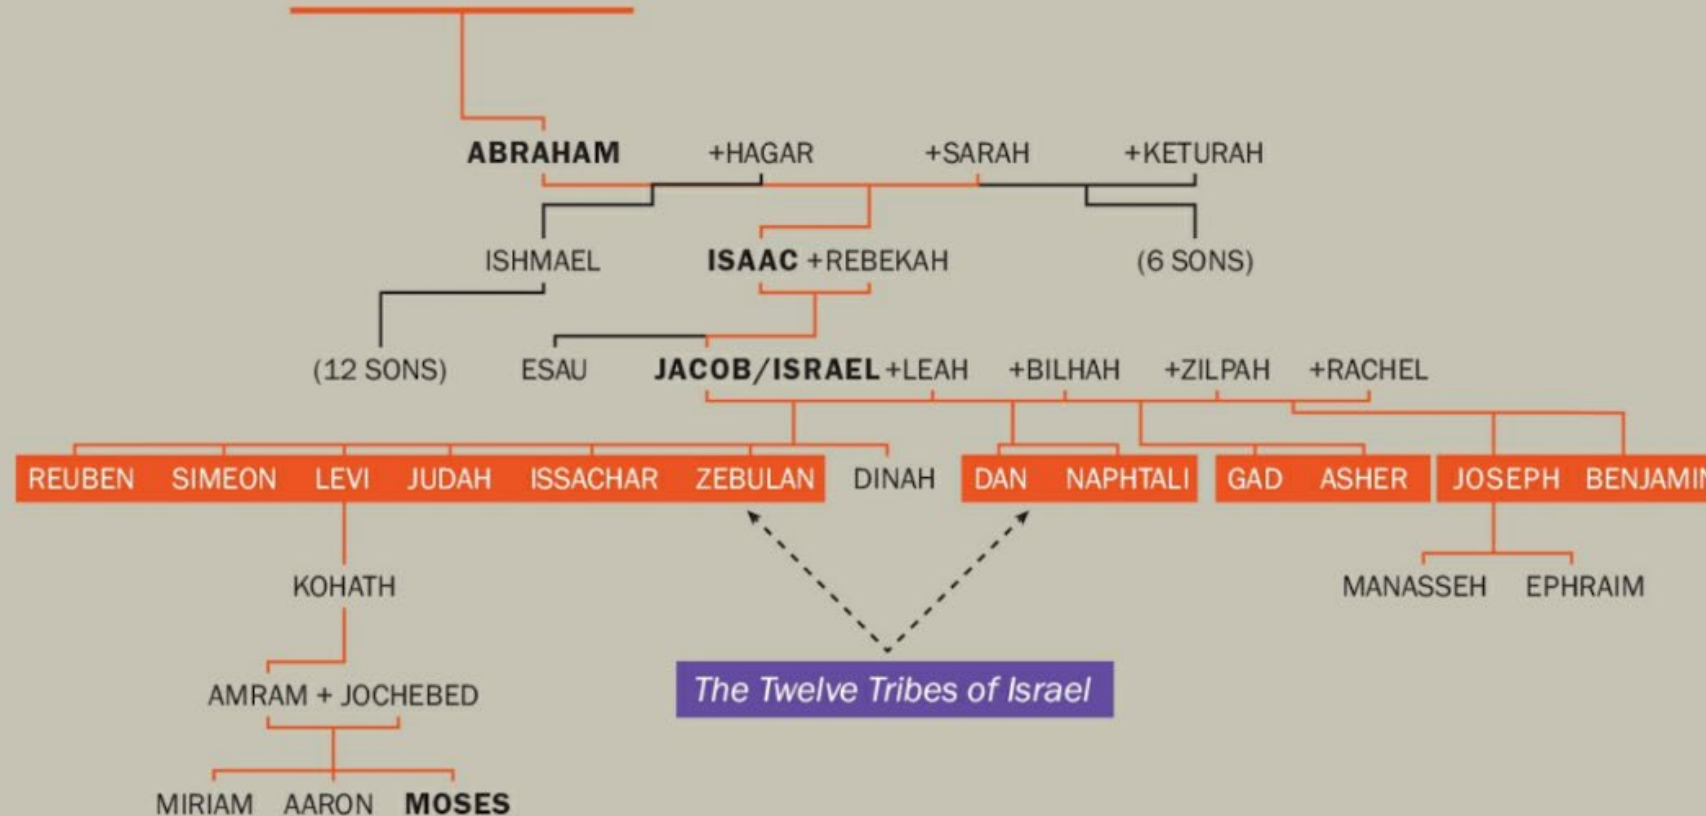 ABRAHAM +HAGAR +SARAH +KETURAH
ISHMAEL ISAAC +REBEKAH (6 SONS)
(12 SONS) ESAU JACOB/ISRAEL +LEAH +BILHAH +ZILPAH +RACHEL
REUBEN SIMEON LEVI JUDAH ISSACHAR ZEBULAN DINAH DAN NAPHTALI GAD ASHER JOSEPH BENJAMIN
KOHATH MANASSEH EPHRAIM
AMRAM + JOCHEBED The Twelve Tribes of Israel
MIRIAM AARON MOSES